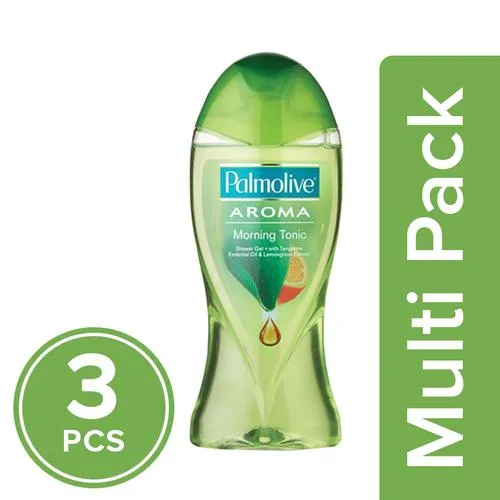 Palmolive
AROMA
Morning Tonic
Shower Gel • with Tangerine
Essential Oil & Lemongrass Extract
3
PCS
Multi Pack